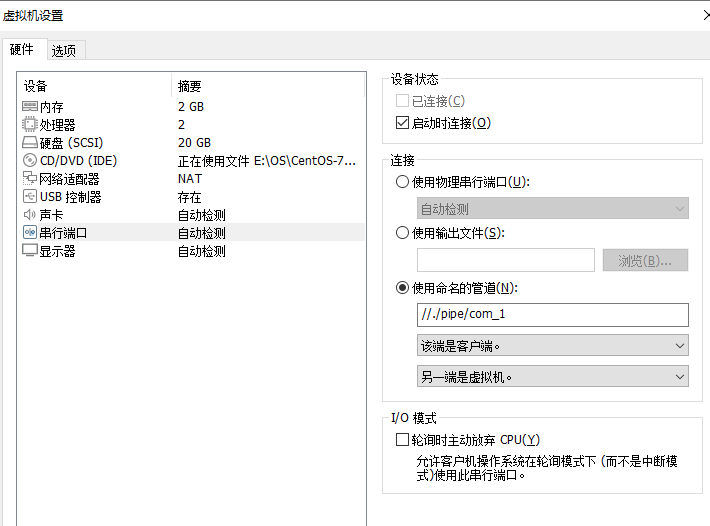 虚拟机设置
硬件 选项
设备 摘要
内存 2 GB
处理器 2
硬盘 (SCSI) 20 GB
CD/DVD (IDE) 正在使用文件 E:\OS\CentOS-7...
网络适配器 NAT
USB 控制器 存在
声卡 自动检测
串行端口 自动检测
显示器 自动检测
设备状态
已连接(C)
启动时连接(O)
连接
使用物理串行端口(U):
自动检测
使用输出文件(S):
浏览(B)...
使用命名的管道(N):
//./pipe/com_1
该端是客户端。
另一端是虚拟机。
I/O 模式
轮询时主动放弃 CPU(Y)
允许客户机操作系统在轮询模式下 (而不是中断模
式)使用此串行端口。